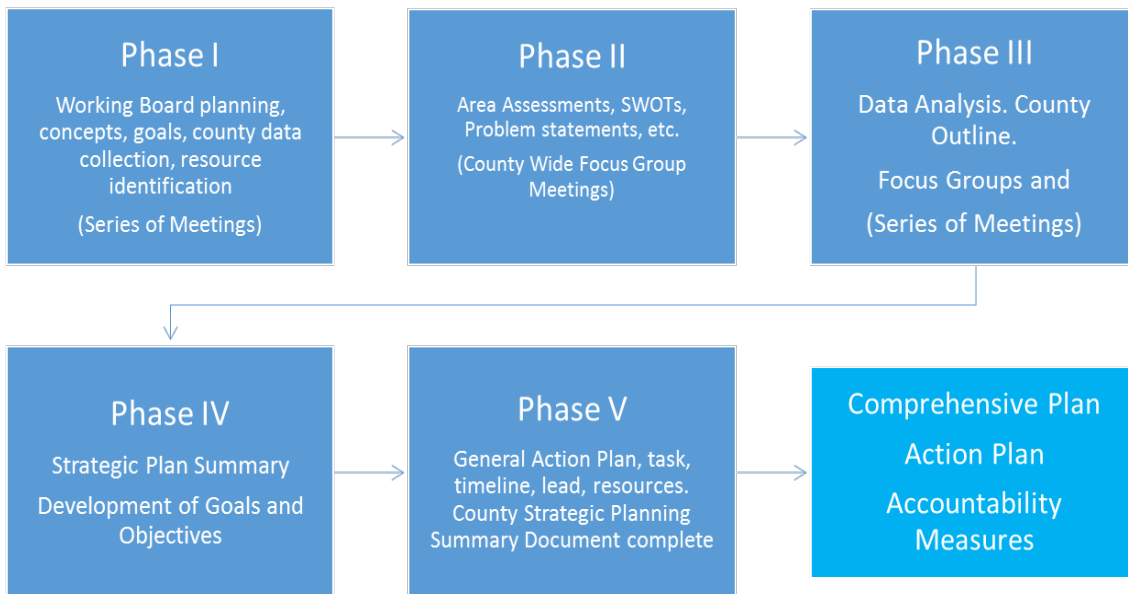 Phase I
Working Board planning,
concepts, goals, county data
collection, resource
identification
(Series of Meetings)
Phase II
Area Assessments, SWOTs,
Problem statements, etc.
(County Wide Focus Group
Meetings)
Phase III
Data Analysis. County
Outline.
Focus Groups and
(Series of Meetings)
Phase IV
Strategic Plan Summary
Development of Goals and
Objectives
Phase V
General Action Plan, task,
timeline, lead, resources.
County Strategic Planning
Summary Document complete
Comprehensive Plan
Action Plan
Accountability
Measures